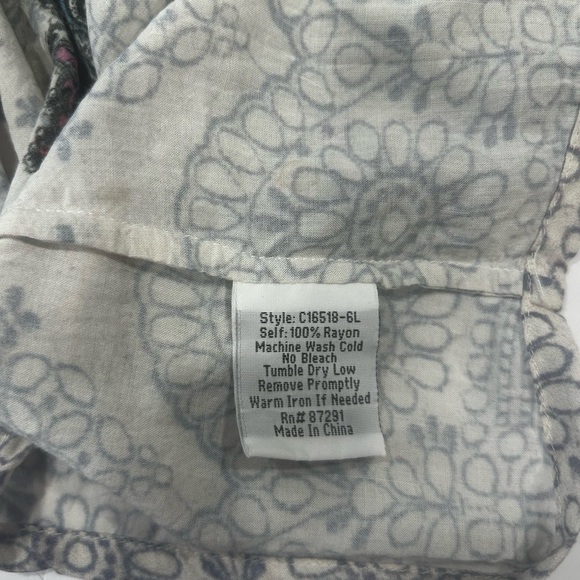 Style: C16518-6L
Self: 100% Rayon
Machine Wash Cold
No Bleach
Tumble Dry Low
Remove Promptly
Warm Iron If Needed
Rn# 87291
Made In China